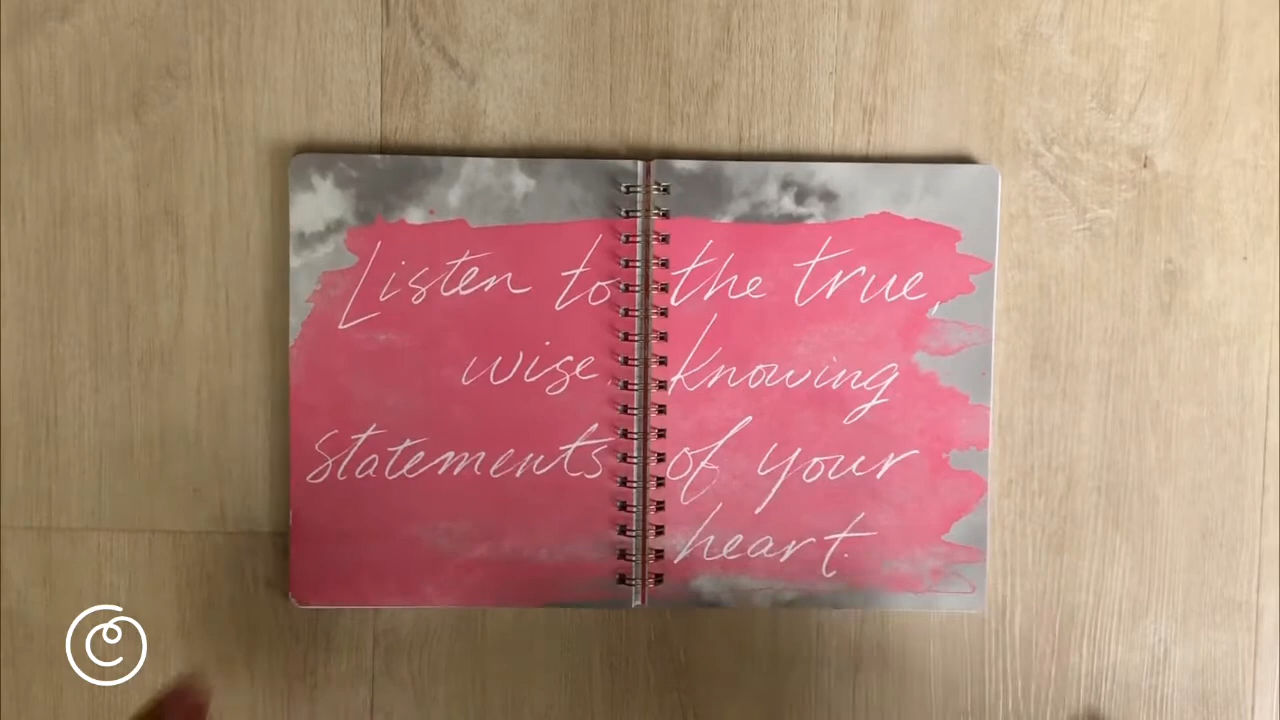 Listen to the true,
wise, knowing
statements of your
heart.